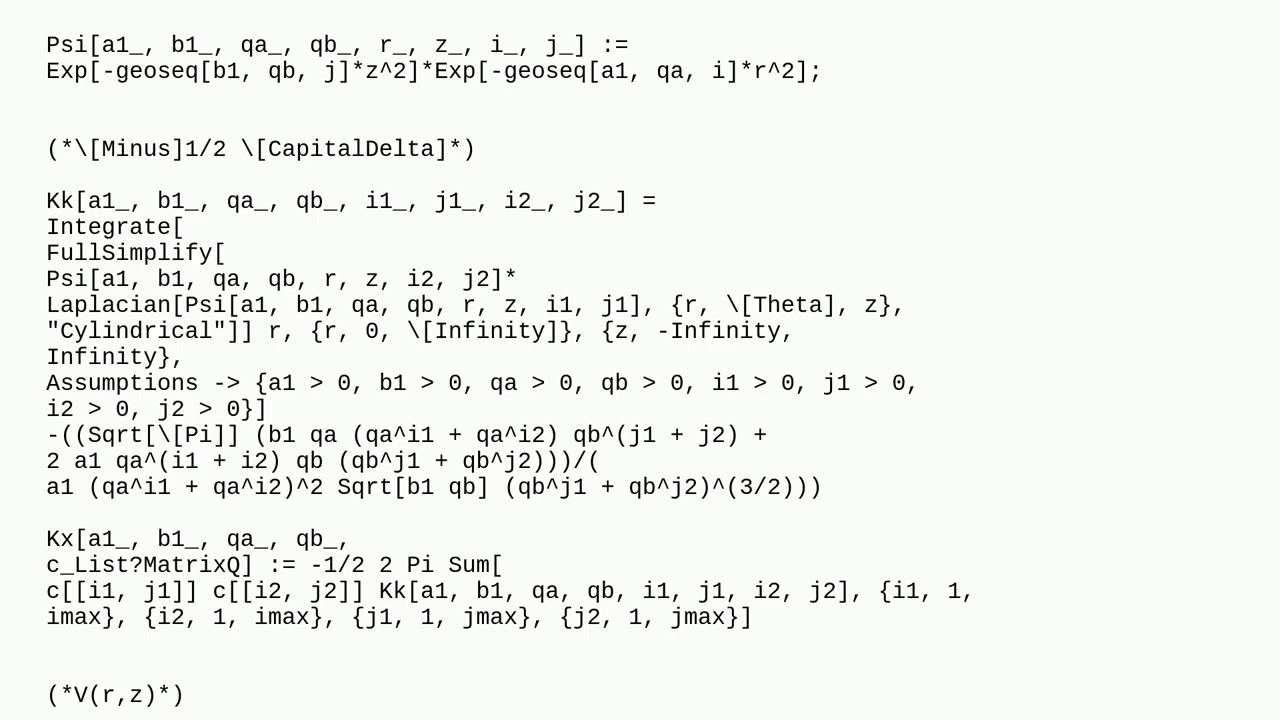 Psi[a1_, b1_, qa_, qb_, r_, z_, i_, j_] :=
Exp[-geoseq[b1, qb, j]*z^2]*Exp[-geoseq[a1, qa, i]*r^2];
(*\[Minus]1/2 \[CapitalDelta]*)
Kk[a1_, b1_, qa_, qb_, i1_, j1_, i2_, j2_] =
Integrate[
FullSimplify[
Psi[a1, b1, qa, qb, r, z, i2, j2]*
Laplacian[Psi[a1, b1, qa, qb, r, z, i1, j1], {r, \[Theta], z},
"Cylindrical"]] r, {r, 0, \[Infinity]}, {z, -Infinity,
Infinity},
Assumptions -> {a1 > 0, b1 > 0, qa > 0, qb > 0, i1 > 0, j1 > 0,
i2 > 0, j2 > 0}]
-((Sqrt[\[Pi]] (b1 qa (qa^i1 + qa^i2) qb^(j1 + j2) +
2 a1 qa^(i1 + i2) qb (qb^j1 + qb^j2)))/(
a1 (qa^i1 + qa^i2)^2 Sqrt[b1 qb] (qb^j1 + qb^j2)^(3/2)))
Kx[a1_, b1_, qa_, qb_,
c_List?MatrixQ] := -1/2 2 Pi Sum[
c[[i1, j1]] c[[i2, j2]] Kk[a1, b1, qa, qb, i1, j1, i2, j2], {i1, 1,
imax}, {i2, 1, imax}, {j1, 1, jmax}, {j2, 1, jmax}]
(*V(r,z)*)